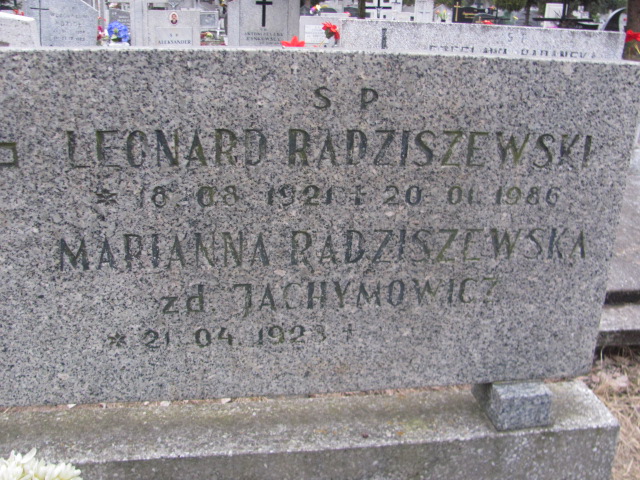 S P
LEONARD RADZISZEWSKI
* 18 08 1921 + 20 01 1986
MARIANNA RADZISZEWSKA
zd JACHYMOWICZ
* 21 04 1923 +